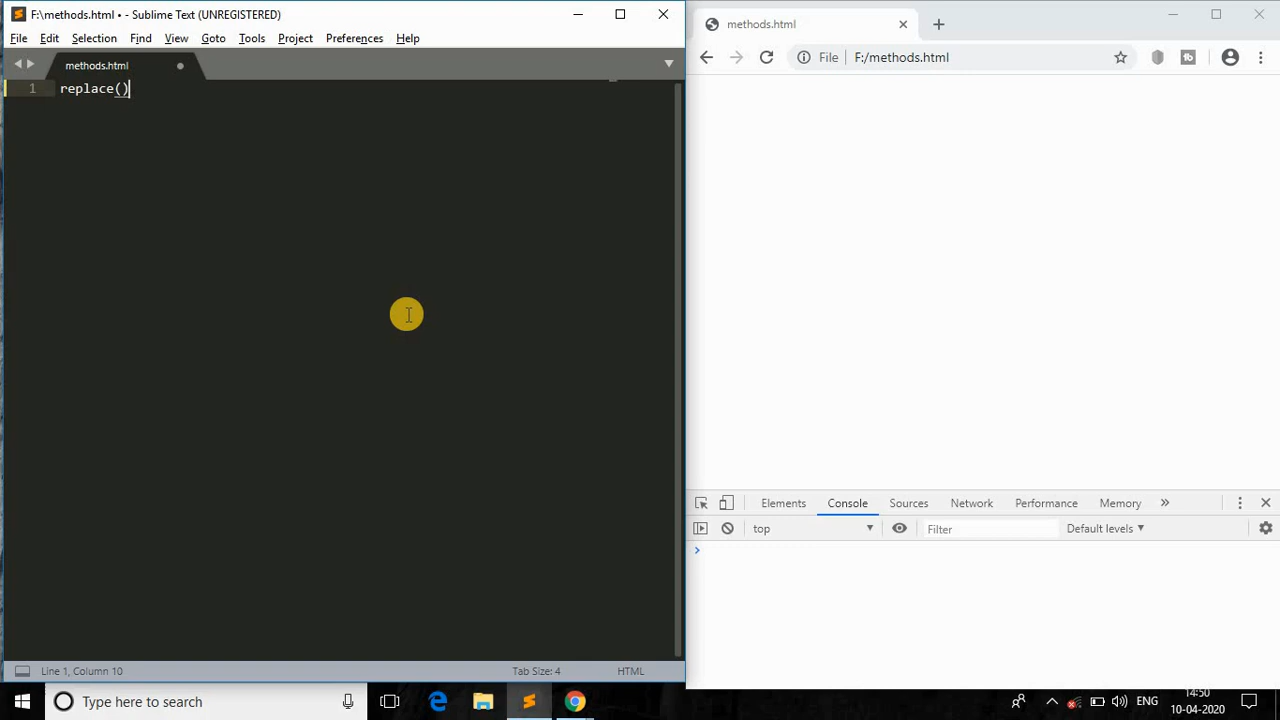 F:\methods.html • - Sublime Text (UNREGISTERED)
File Edit Selection Find View Goto Tools Project Preferences Help
methods.html
1 replace()
Line 1, Column 10 Tab Size: 4 HTML
methods.html
File F:/methods.html
Elements Console Sources Network Performance Memory »
top Filter Default levels
Type here to search
ENG
14:50
10-04-2020